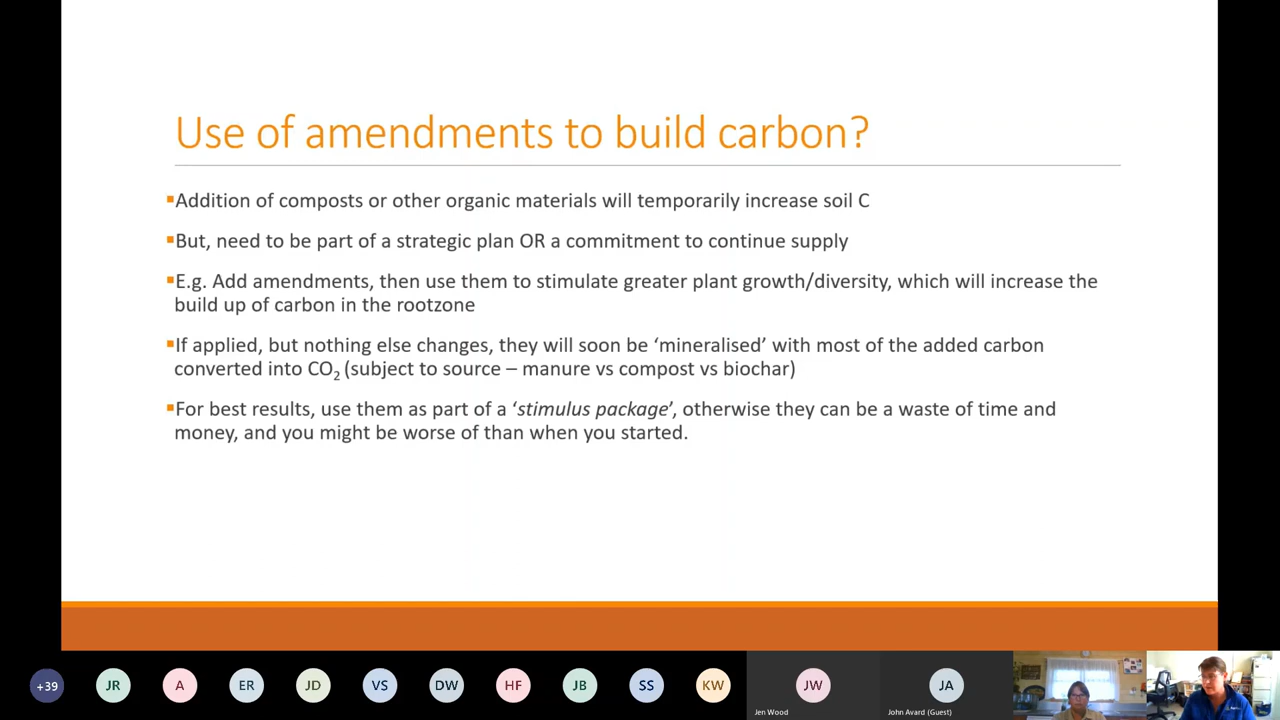 Use of amendments to build carbon?
▪Addition of composts or other organic materials will temporarily increase soil C
▪But, need to be part of a strategic plan OR a commitment to continue supply
▪E.g. Add amendments, then use them to stimulate greater plant growth/diversity, which will increase the
build up of carbon in the rootzone
▪If applied, but nothing else changes, they will soon be ‘mineralised’ with most of the added carbon
converted into CO₂ (subject to source – manure vs compost vs biochar)
▪For best results, use them as part of a ‘stimulus package’, otherwise they can be a waste of time and
money, and you might be worse of than when you started.
+39 JR A ER JD VS DW HF JB SS KW JW JA
Jen Wood John Avard (Guest)